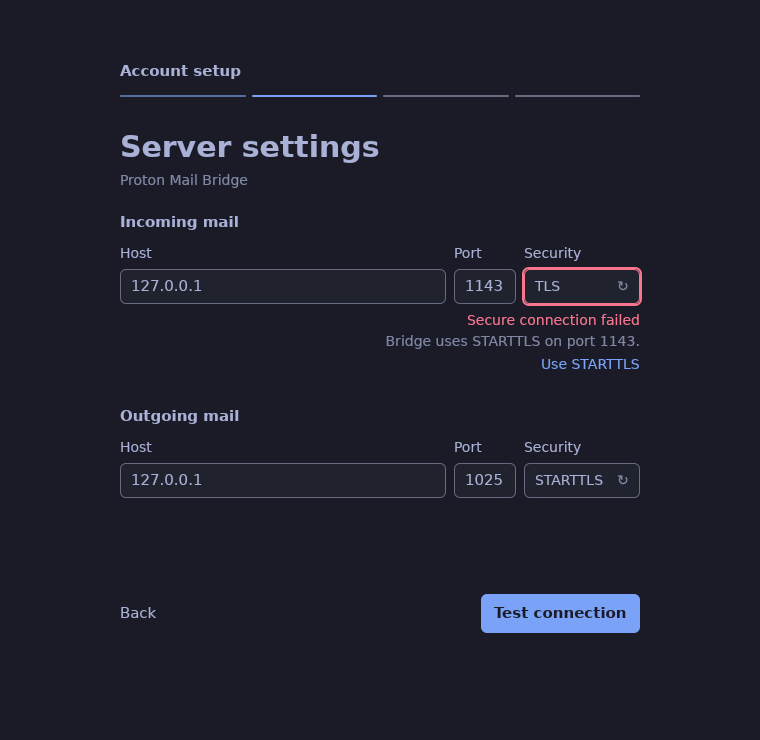 Account setup
Server settings
Proton Mail Bridge
Incoming mail
Host Port Security
127.0.0.1 1143 TLS ↻
Secure connection failed
Bridge uses STARTTLS on port 1143.
Use STARTTLS
Outgoing mail
Host Port Security
127.0.0.1 1025 STARTTLS ↻
Back Test connection